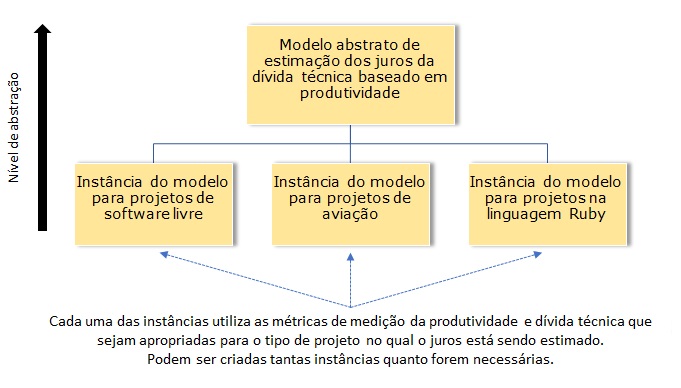 Nível de abstração
Modelo abstrato de
estimação dos juros da
dívida técnica baseado em
produtividade
Instância do modelo
para projetos de
software livre
Instância do modelo
para projetos de
aviação
Instância do modelo
para projetos na
linguagem Ruby
Cada uma das instâncias utiliza as métricas de medição da produtividade e dívida técnica que
sejam apropriadas para o tipo de projeto no qual o juros está sendo estimado.
Podem ser criadas tantas instâncias quanto forem necessárias.